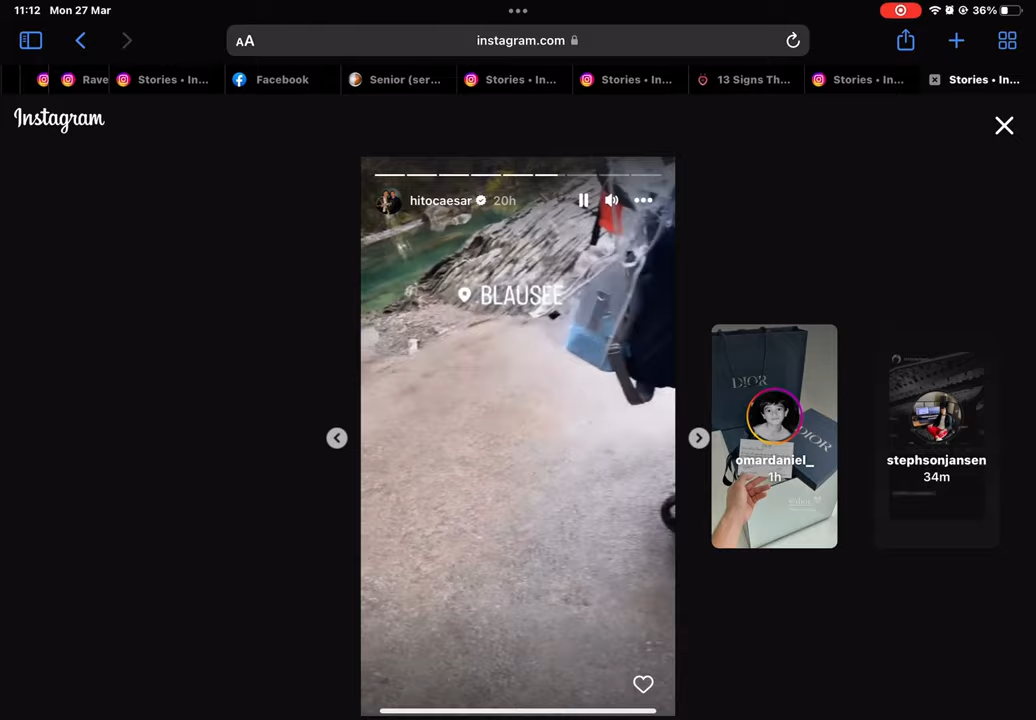 11:12 Mon 27 Mar
36%
AA
instagram.com
Rave
Stories • In...
Facebook
Senior (ser...
Stories • In...
Stories • In...
13 Signs Th...
Stories • In...
Stories • In...
Instagram
hitocaesar 20h
BLAUSEE
DIOR
DIOR
omardaniel_
1h
stephsonjansen
34m